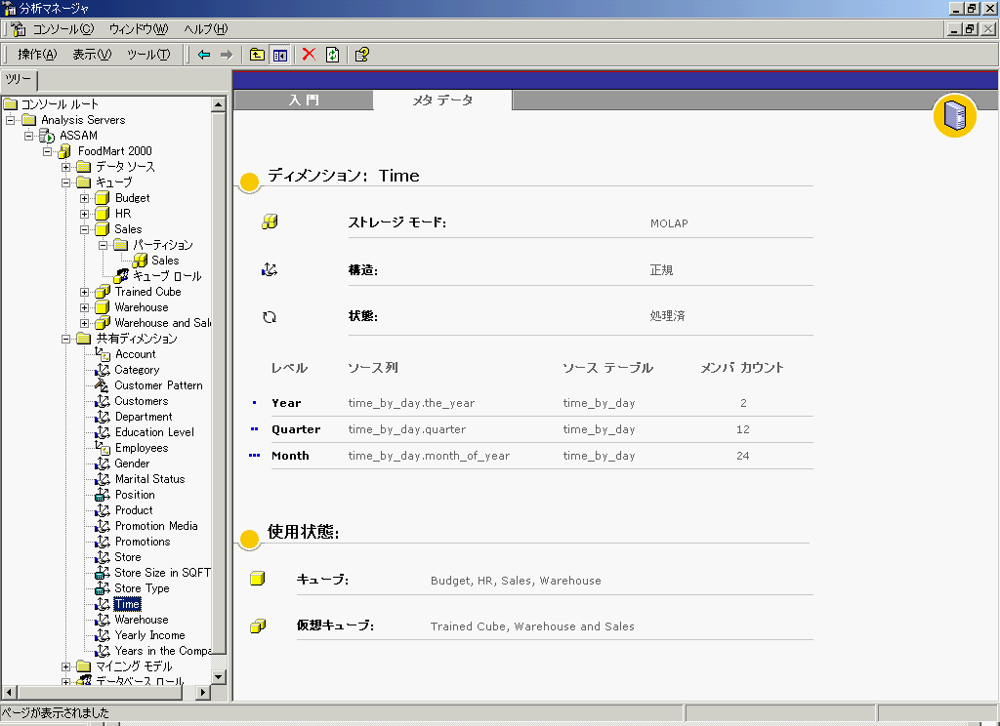 分析マネージャ
コンソール(C) ウィンドウ(W) ヘルプ(H)
操作(A) 表示(V) ツール(T)
ツリー
コンソール ルート
Analysis Servers
ASSAM
FoodMart 2000
データ ソース
キューブ
Budget
HR
Sales
パーティション
Sales
キューブ ロール
Trained Cube
Warehouse
Warehouse and Sale
共有ディメンション
Account
Category
Customer Pattern
Customers
Department
Education Level
Employees
Gender
Marital Status
Position
Product
Promotion Media
Promotions
Store
Store Size in SQFT
Store Type
Time
Warehouse
Yearly Income
Years in the Compa
マイニング モデル
データベース ロール
入門 メタ データ
ディメンション: Time
ストレージ モード: MOLAP
構造: 正規
状態: 処理済
レベル ソース列 ソース テーブル メンバ カウント
Year time_by_day.the_year time_by_day 2
Quarter time_by_day.quarter time_by_day 12
Month time_by_day.month_of_year time_by_day 24
使用状態:
キューブ: Budget, HR, Sales, Warehouse
仮想キューブ: Trained Cube, Warehouse and Sales
ページが表示されました